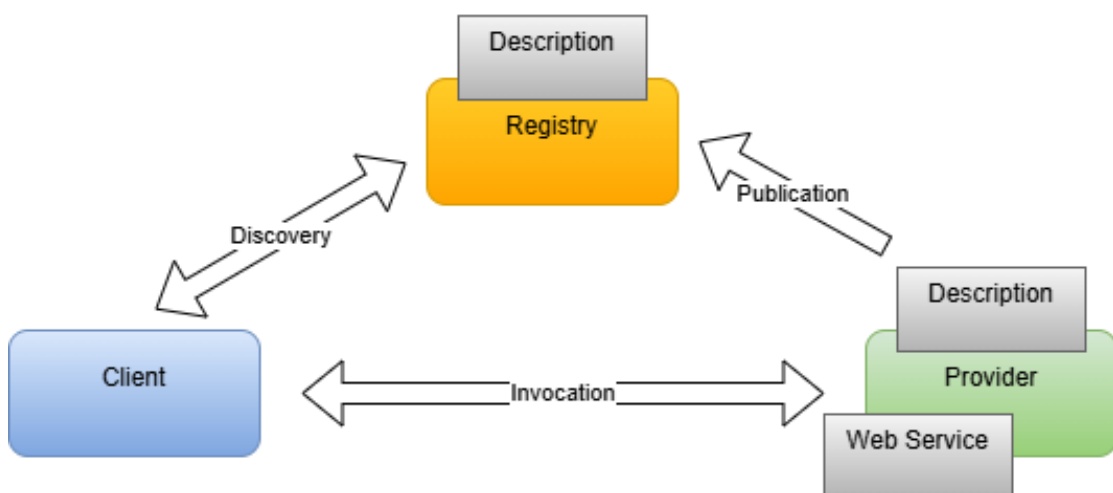 Description
Registry
Publication
Discovery
Description
Client
Provider
Invocation
Web Service